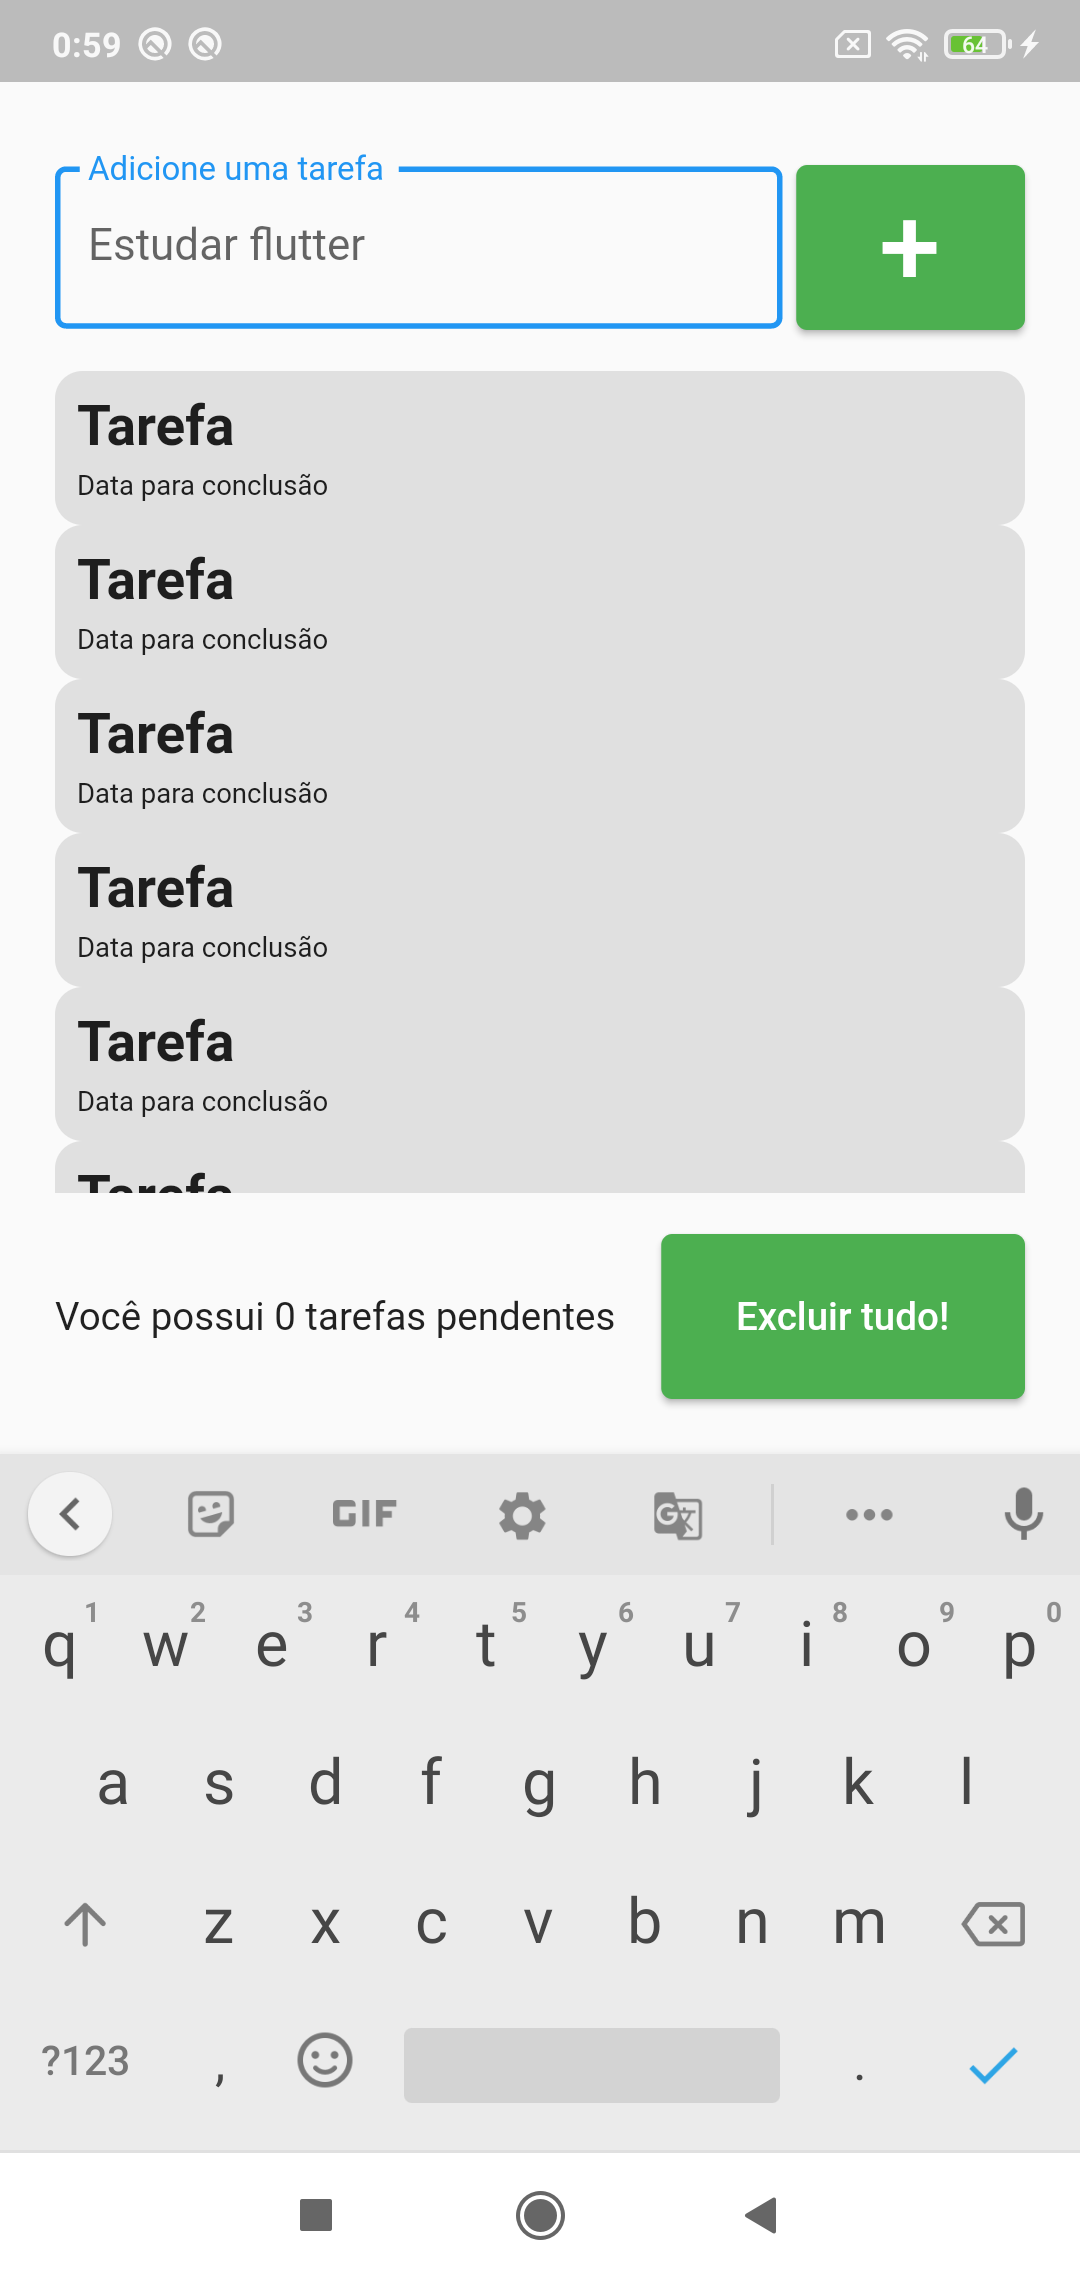 0:59
64
Adicione uma tarefa
Estudar flutter
+
Tarefa
Data para conclusão
Tarefa
Data para conclusão
Tarefa
Data para conclusão
Tarefa
Data para conclusão
Tarefa
Data para conclusão
Tarefa
Você possui 0 tarefas pendentes
Excluir tudo!
GIF
1 2 3 4 5 6 7 8 9 0
q w e r t y u i o p
a s d f g h j k l
z x c v b n m
?123 , .